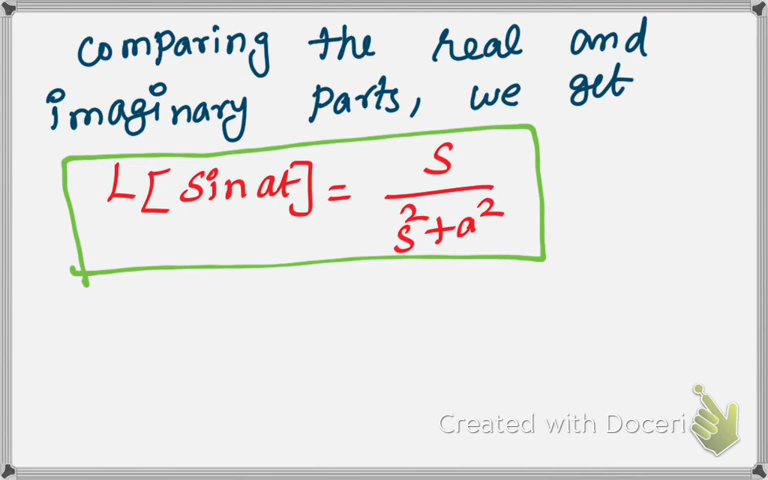 comparing the real and
imaginary parts, we get
L[sin at] = s / (s² + a²)
Created with Doceri